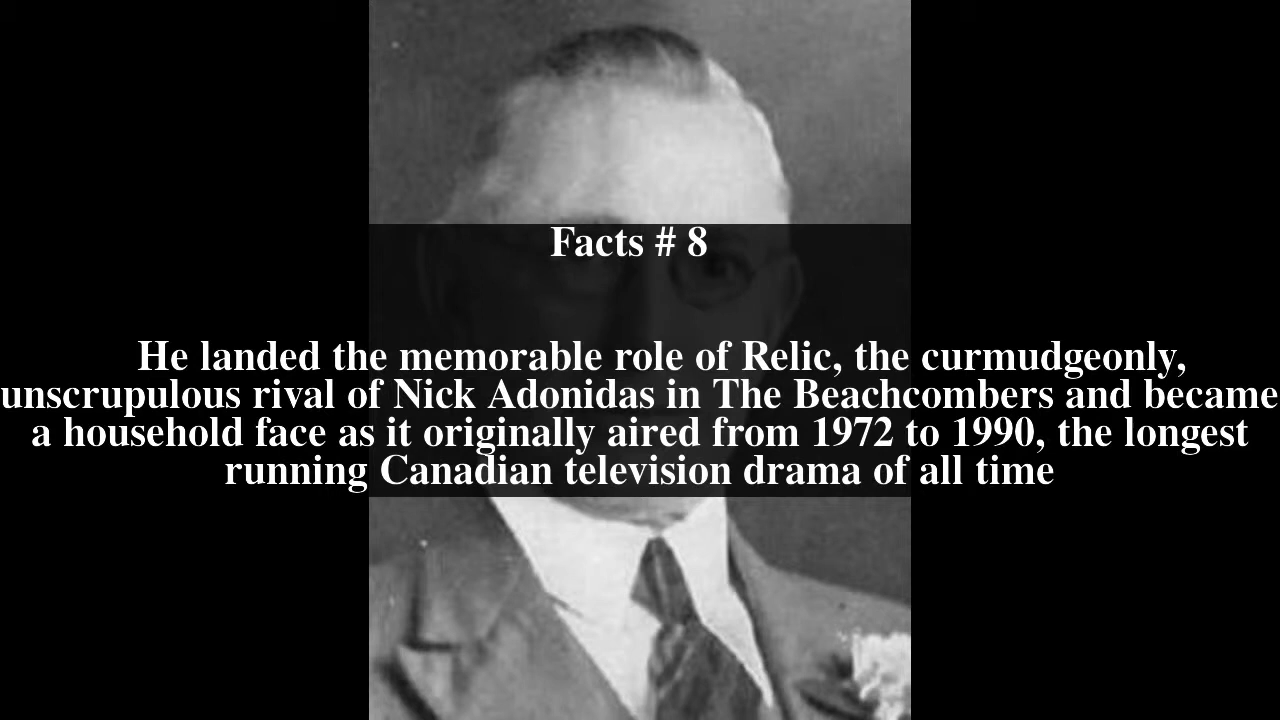 Facts # 8
He landed the memorable role of Relic, the curmudgeonly,
unscrupulous rival of Nick Adonidas in The Beachcombers and became
a household face as it originally aired from 1972 to 1990, the longest
running Canadian television drama of all time